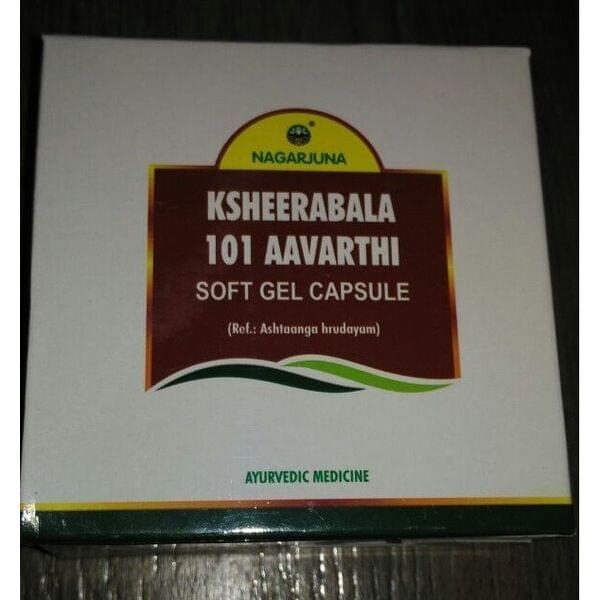 ®
NAGARJUNA
KSHEERABALA
101 AAVARTHI
SOFT GEL CAPSULE
(Ref.: Ashtaanga hrudayam)
AYURVEDIC MEDICINE